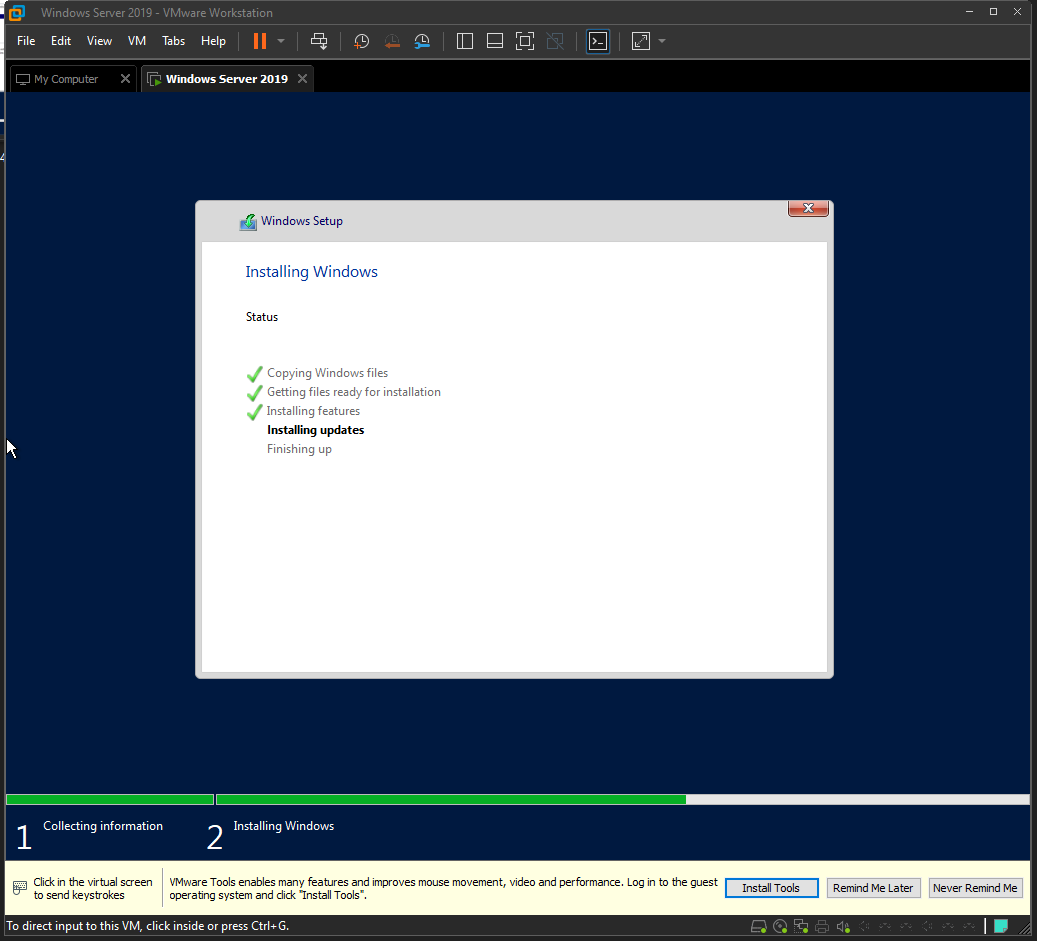 Windows Server 2019 - VMware Workstation
File Edit View VM Tabs Help
My Computer Windows Server 2019
Windows Setup
Installing Windows
Status
Copying Windows files
Getting files ready for installation
Installing features
Installing updates
Finishing up
1 Collecting information 2 Installing Windows
Click in the virtual screen
to send keystrokes
VMware Tools enables many features and improves mouse movement, video and performance. Log in to the guest
operating system and click "Install Tools".
Install Tools Remind Me Later Never Remind Me
To direct input to this VM, click inside or press Ctrl+G.